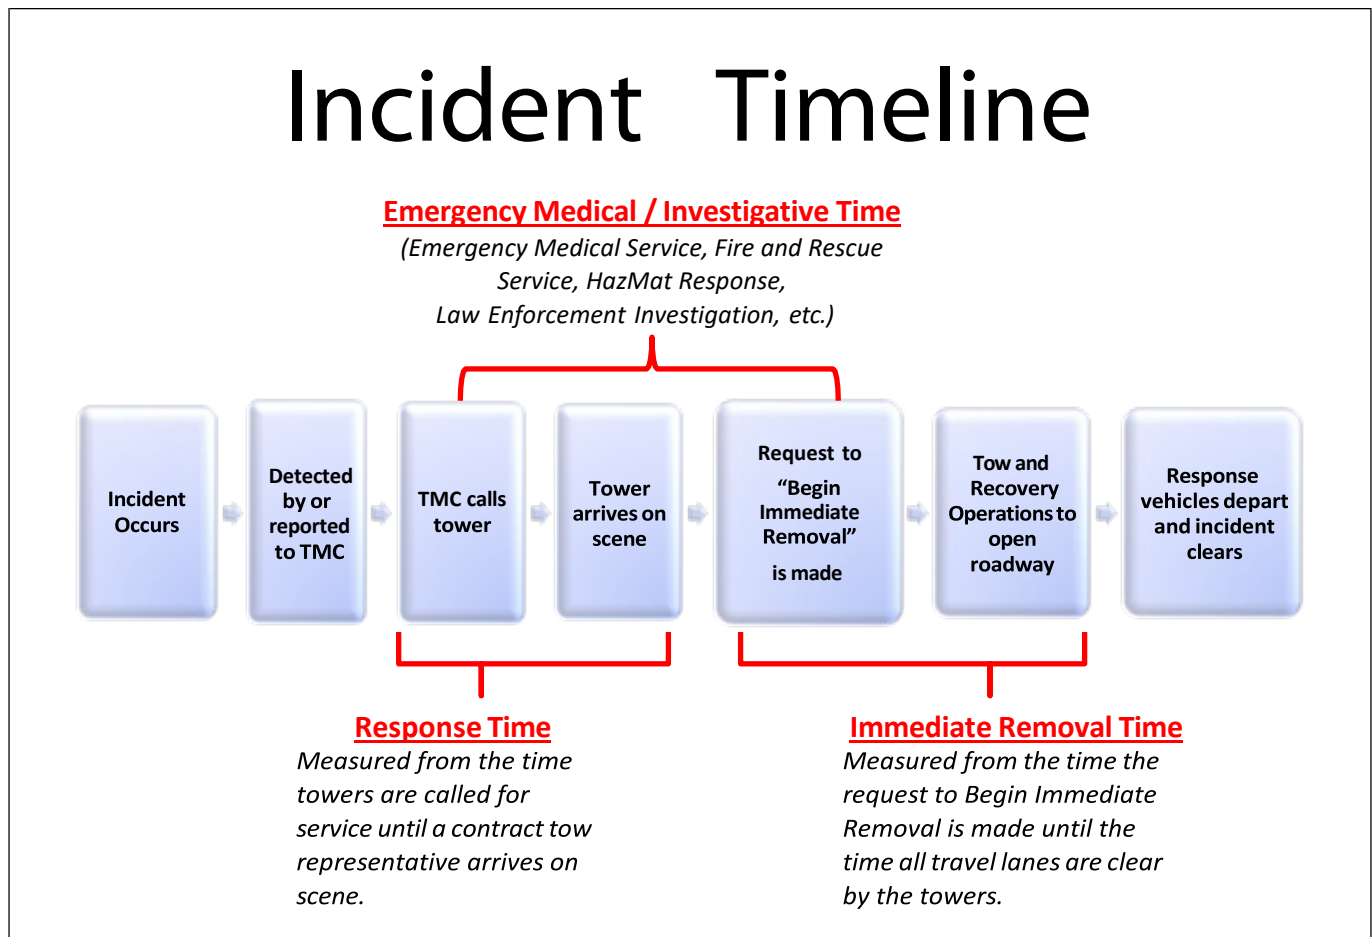 Incident Timeline
Emergency Medical / Investigative Time
(Emergency Medical Service, Fire and Rescue
Service, HazMat Response,
Law Enforcement Investigation, etc.)
Incident
Occurs
Detected
by or
reported
to TMC
TMC calls
tower
Tower
arrives on
scene
Request to
“Begin
Immediate
Removal”
is made
Tow and
Recovery
Operations to
open
roadway
Response
vehicles depart
and incident
clears
Response Time
Measured from the time
towers are called for
service until a contract tow
representative arrives on
scene.
Immediate Removal Time
Measured from the time the
request to Begin Immediate
Removal is made until the
time all travel lanes are clear
by the towers.